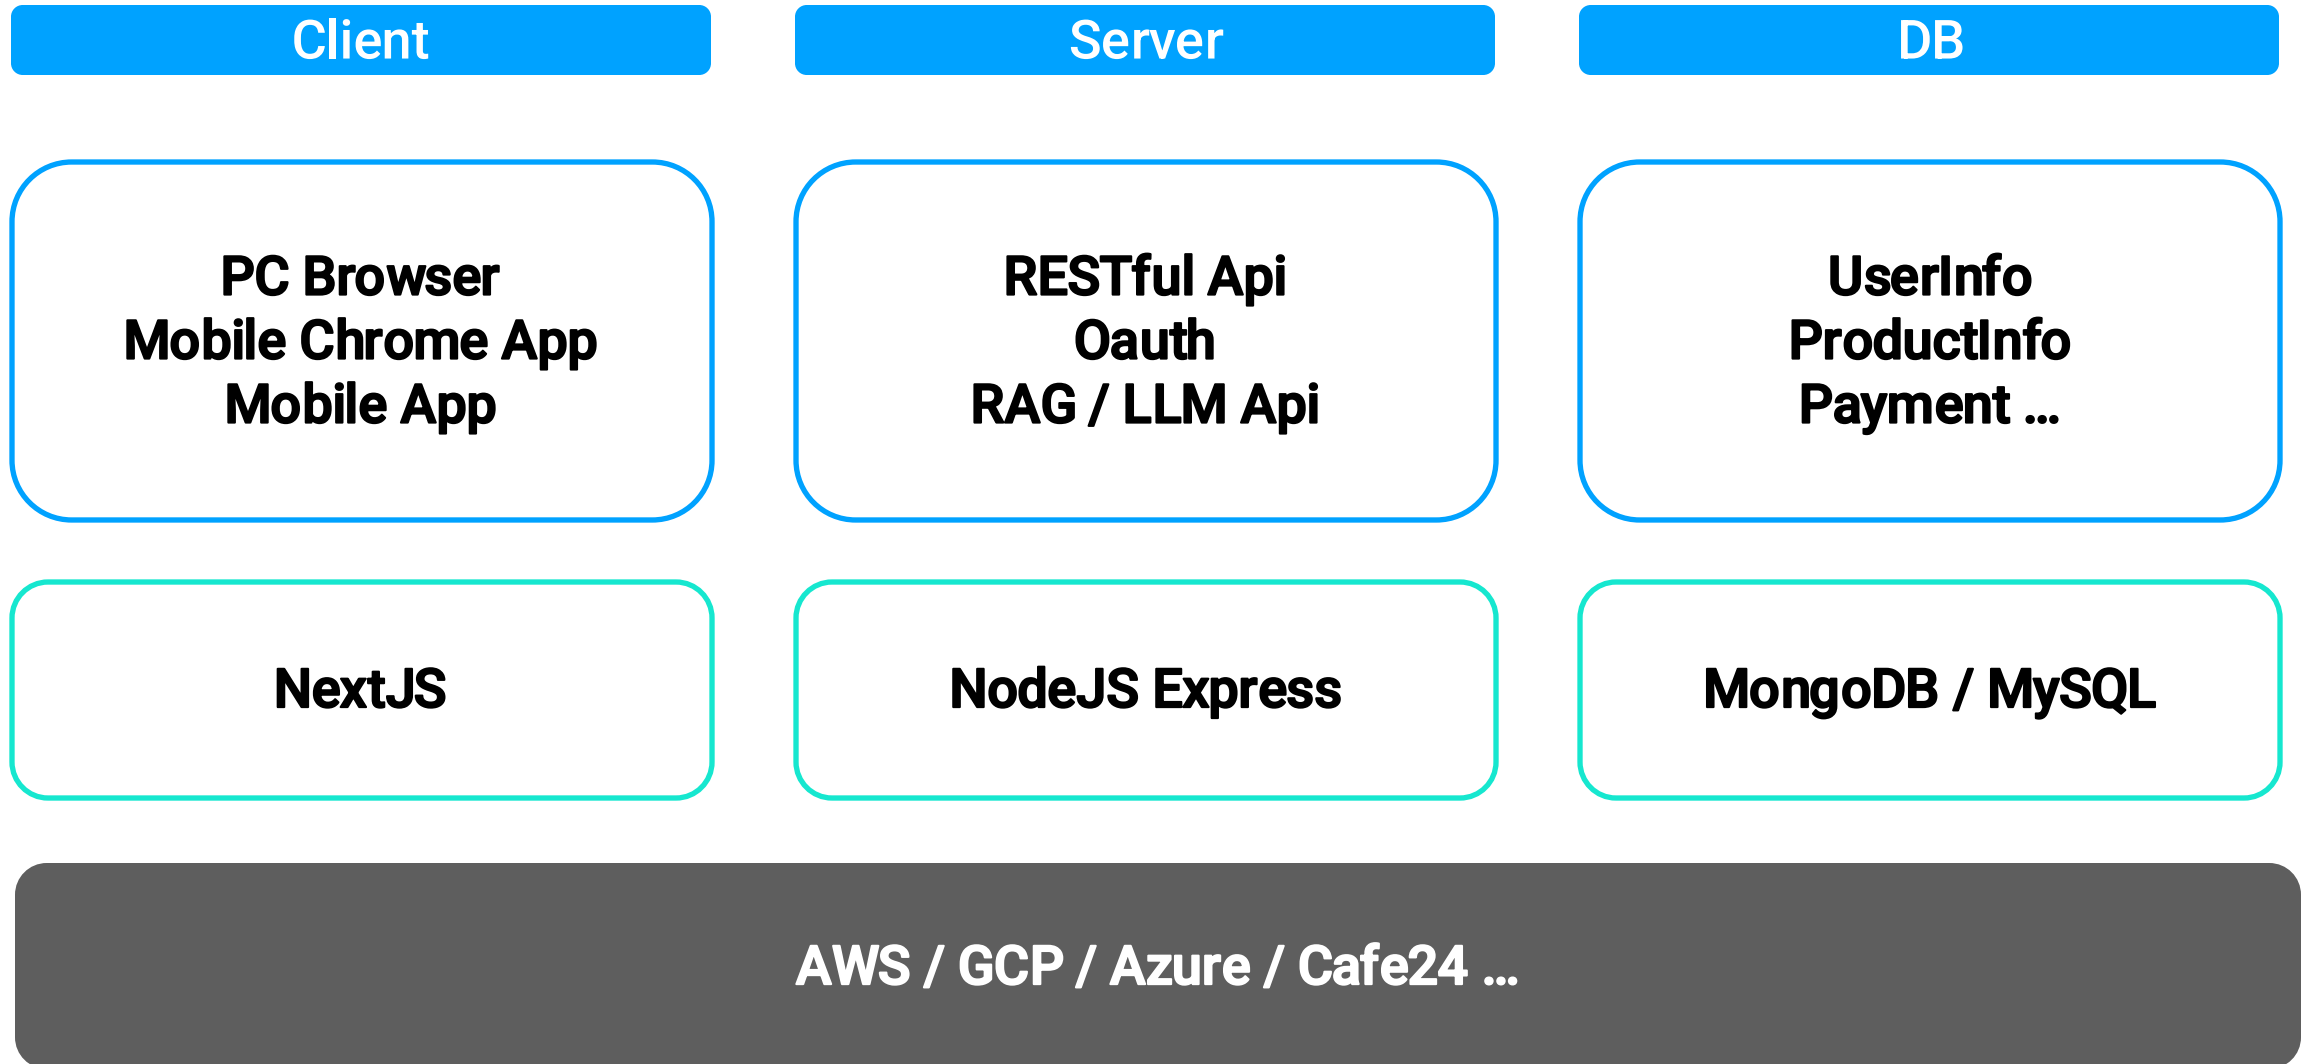 Client
Server
DB
PC Browser
Mobile Chrome App
Mobile App
RESTful Api
Oauth
RAG / LLM Api
UserInfo
ProductInfo
Payment ...
NextJS
NodeJS Express
MongoDB / MySQL
AWS / GCP / Azure / Cafe24 ...